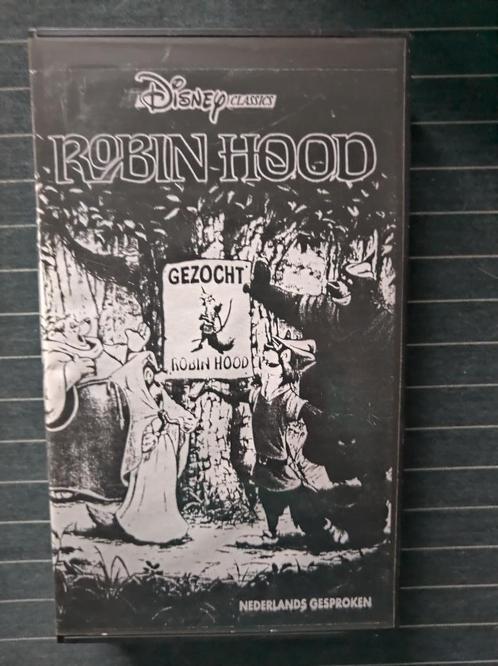 Disney CLASSICS
ROBIN HOOD
GEZOCHT
ROBIN HOOD
NEDERLANDS GESPROKEN